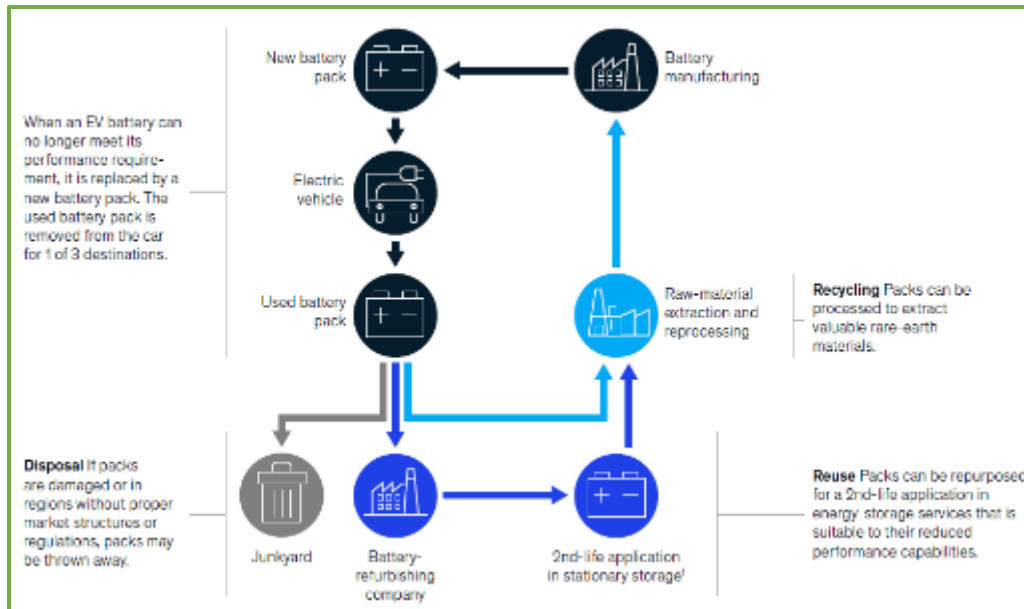 New battery
pack
Battery
manufacturing
When an EV battery can
no longer meet its
performance require-
ment, it is replaced by a
new battery pack. The
used battery pack is
removed from the car
for 1 of 3 destinations.
Electric
vehicle
Used battery
pack
Raw-material
extraction and
reprocessing
Recycling Packs can be
processed to extract
valuable rare-earth
materials.
Disposal If packs
are damaged or in
regions without proper
market structures or
regulations, packs may
be thrown away.
Junkyard
Battery-
refurbishing
company
2nd-life application
in stationary storage¹
Reuse Packs can be repurposed
for a 2nd-life application in
energy-storage services that is
suitable to their reduced
performance capabilities.